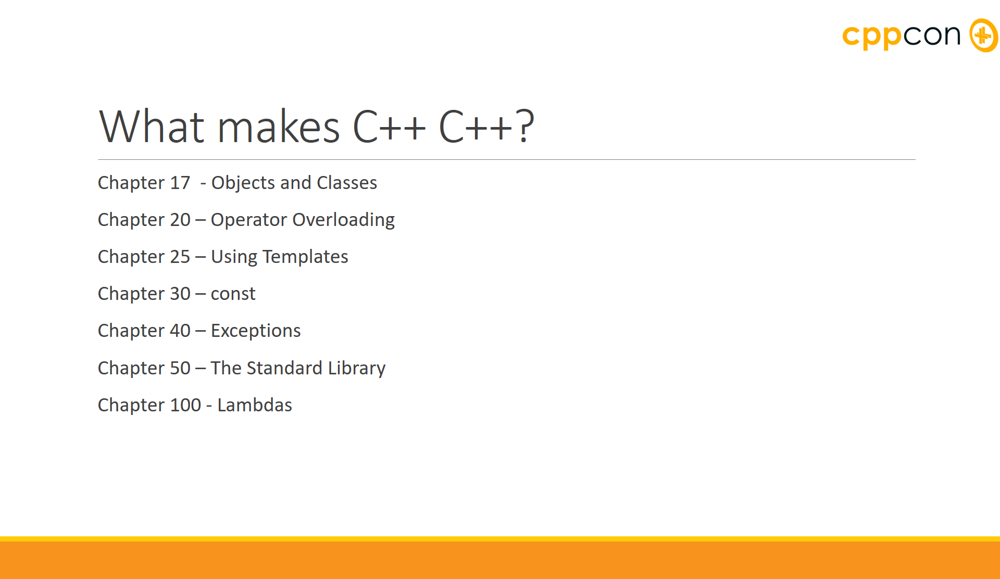 cppcon
What makes C++ C++?
Chapter 17  - Objects and Classes
Chapter 20 – Operator Overloading
Chapter 25 – Using Templates
Chapter 30 – const
Chapter 40 – Exceptions
Chapter 50 – The Standard Library
Chapter 100 - Lambdas